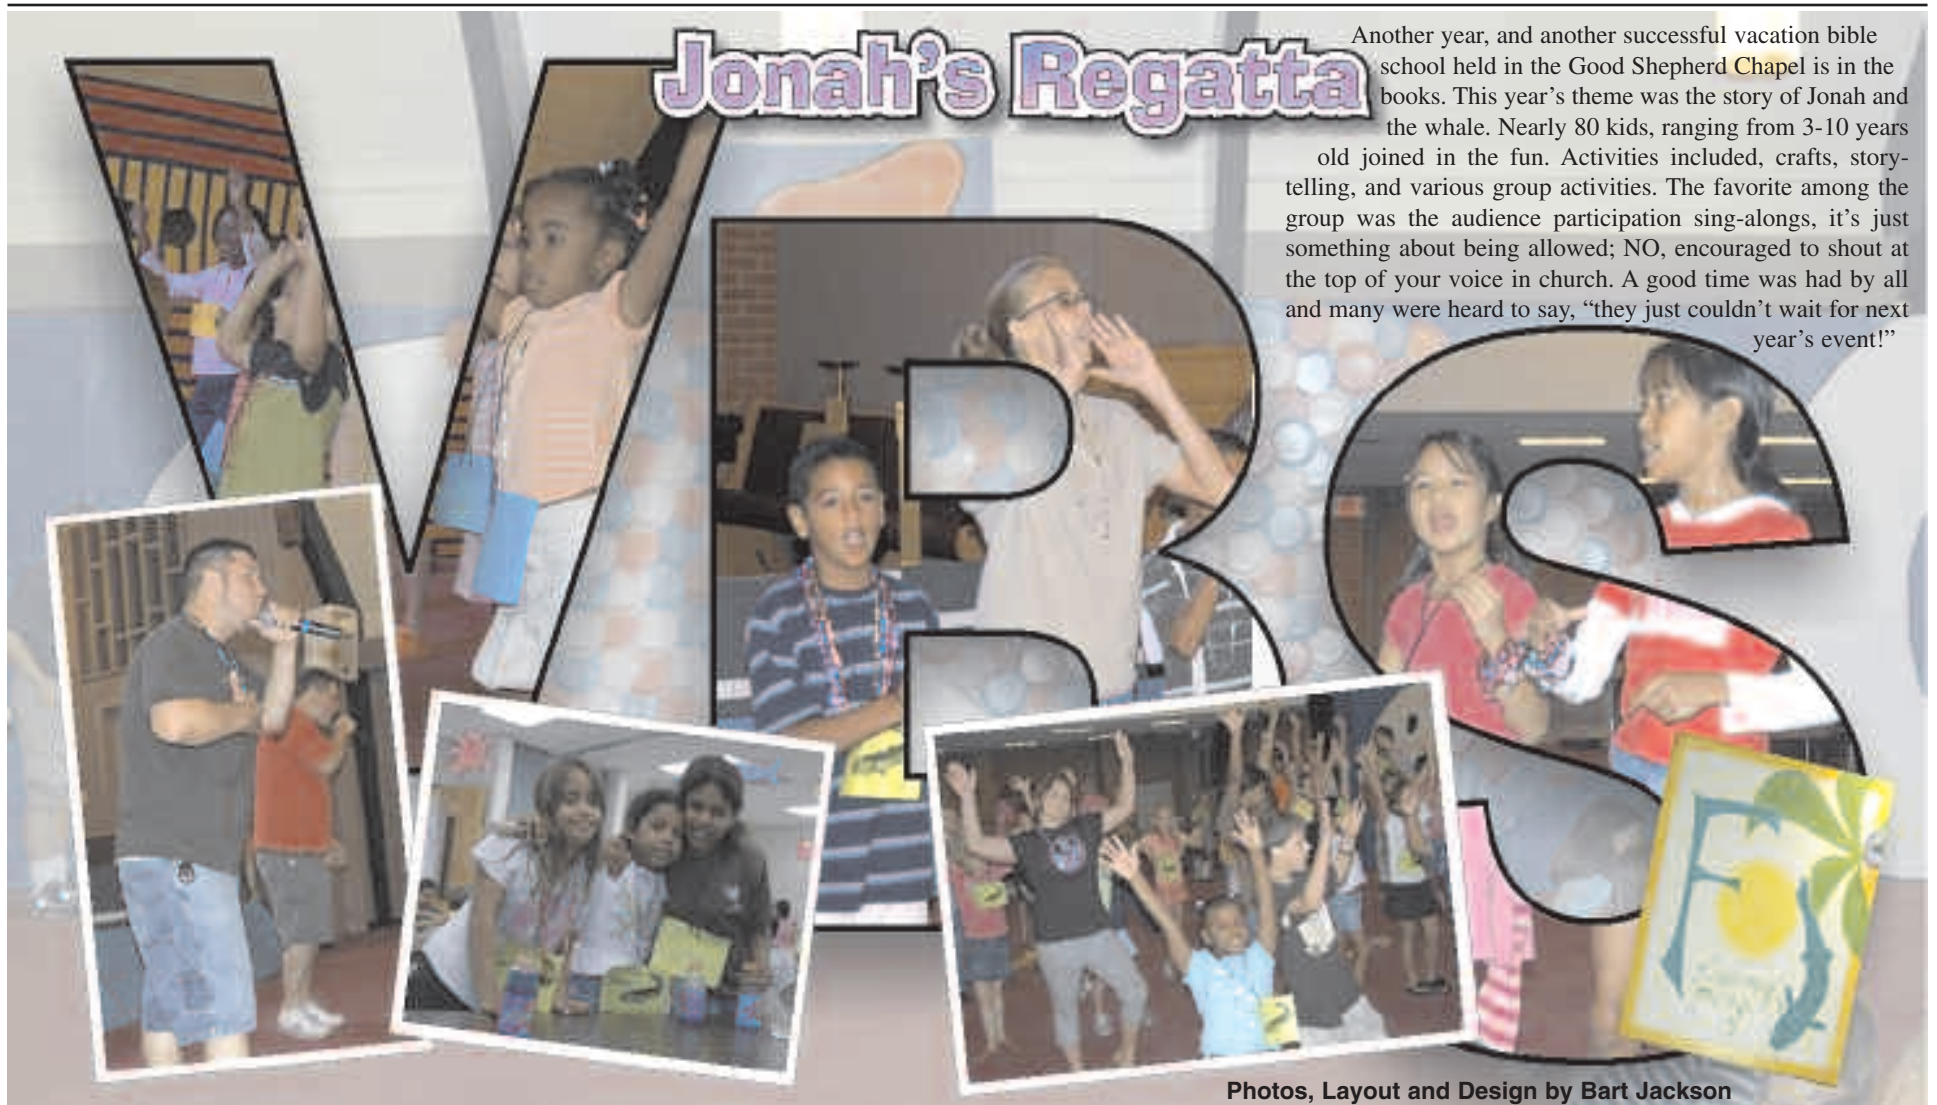 Jonah's Regatta
VBS
Another year, and another successful vacation bible
school held in the Good Shepherd Chapel is in the
books. This year's theme was the story of Jonah and
the whale. Nearly 80 kids, ranging from 3-10 years
old joined in the fun. Activities included, crafts, story-
telling, and various group activities. The favorite among the
group was the audience participation sing-alongs, it's just
something about being allowed; NO, encouraged to shout at
the top of your voice in church. A good time was had by all
and many were heard to say, “they just couldn't wait for next
year's event!”
Photos, Layout and Design by Bart Jackson